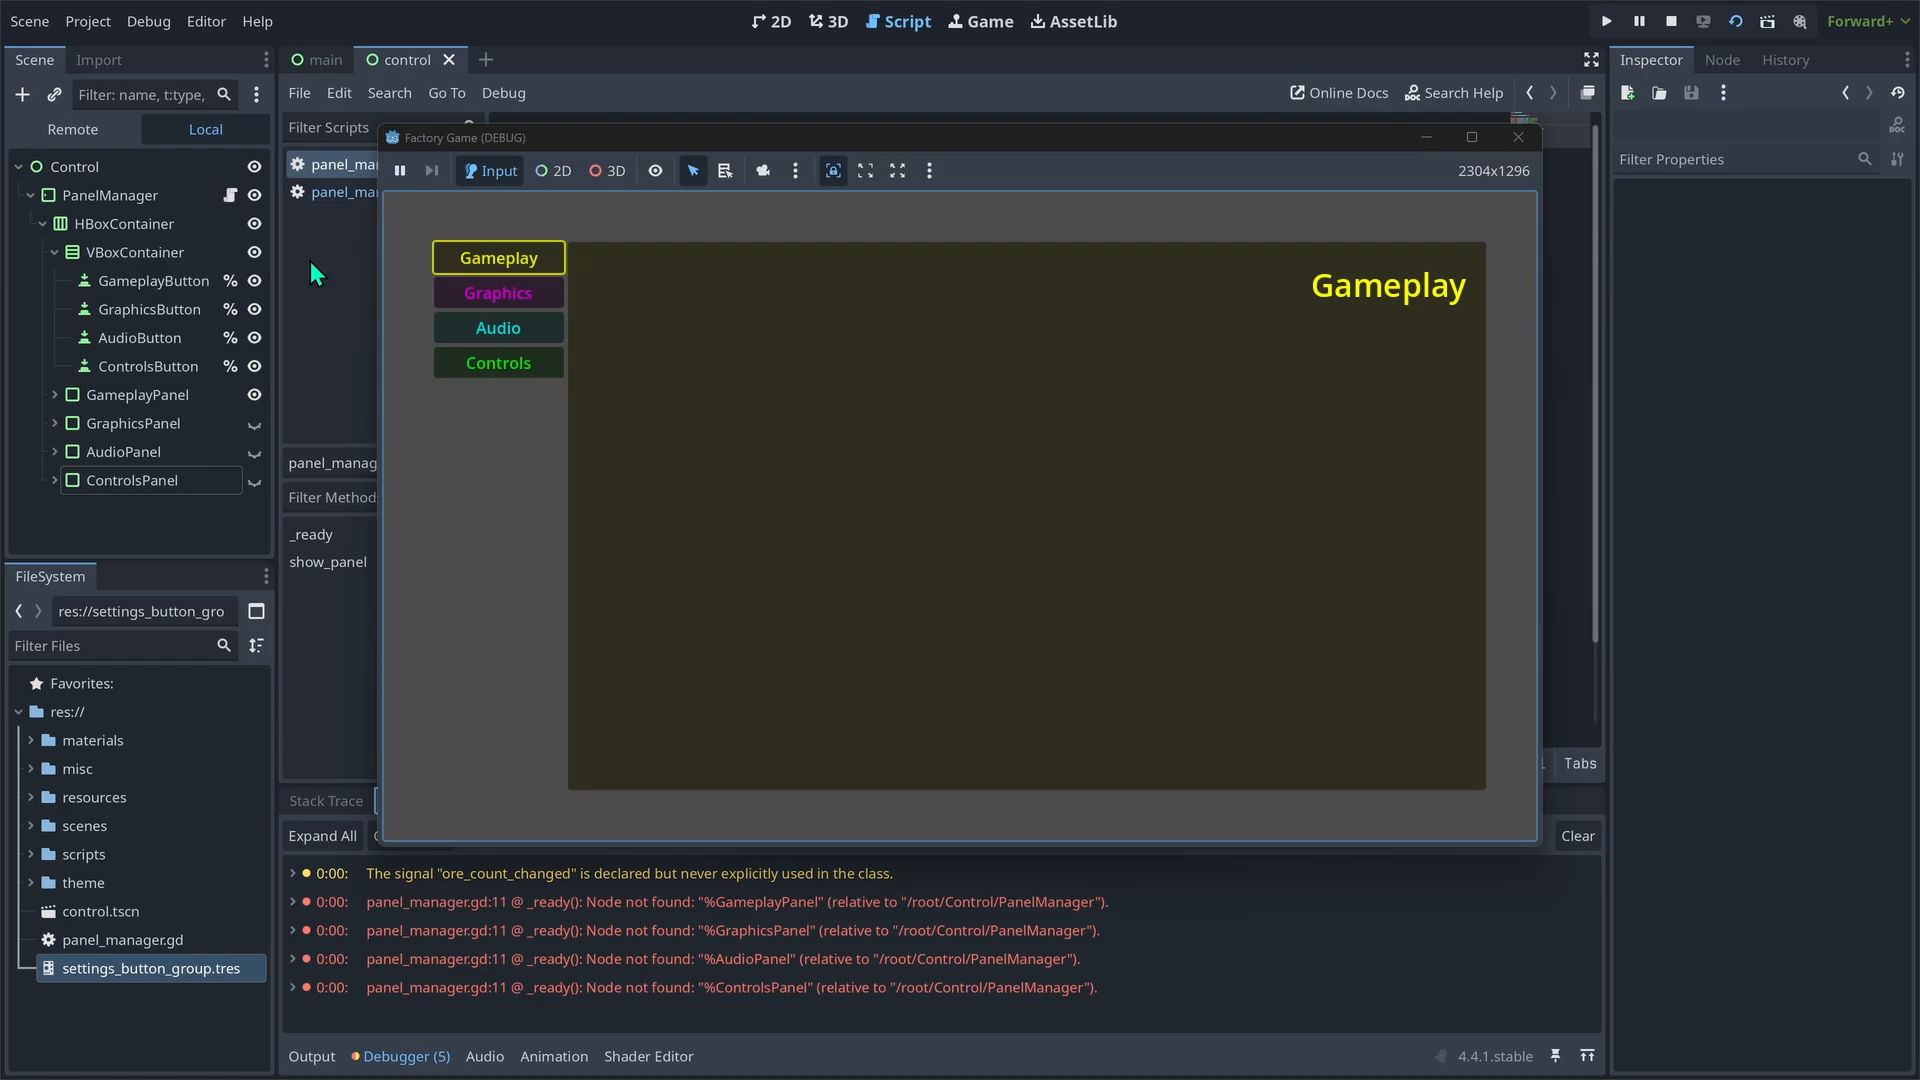 Scene Project Debug Editor Help
2D 3D Script Game AssetLib
Forward+
Scene Import
main control
Inspector Node History
Filter: name, t:type,
File Edit Search Go To Debug
Online Docs Search Help
Remote Local
Filter Scripts
Factory Game (DEBUG)
Filter Properties
Control
PanelManager
HBoxContainer
VBoxContainer
GameplayButton %
GraphicsButton %
AudioButton %
ControlsButton %
GameplayPanel
GraphicsPanel
AudioPanel
ControlsPanel
panel_ma
panel_ma
Input 2D 3D
2304x1296
Gameplay
Graphics
Audio
Controls
Gameplay
panel_manag
Filter Method
_ready
show_panel
FileSystem
res://settings_button_gro
Filter Files
Favorites:
res://
materials
misc
resources
scenes
scripts
theme
control.tscn
panel_manager.gd
settings_button_group.tres
Tabs
Stack Trace
Expand All
Clear
0:00: The signal "ore_count_changed" is declared but never explicitly used in the class.
0:00: panel_manager.gd:11 @ _ready(): Node not found: "%GameplayPanel" (relative to "/root/Control/PanelManager").
0:00: panel_manager.gd:11 @ _ready(): Node not found: "%GraphicsPanel" (relative to "/root/Control/PanelManager").
0:00: panel_manager.gd:11 @ _ready(): Node not found: "%AudioPanel" (relative to "/root/Control/PanelManager").
0:00: panel_manager.gd:11 @ _ready(): Node not found: "%ControlsPanel" (relative to "/root/Control/PanelManager").
Output Debugger (5) Audio Animation Shader Editor
4.4.1.stable